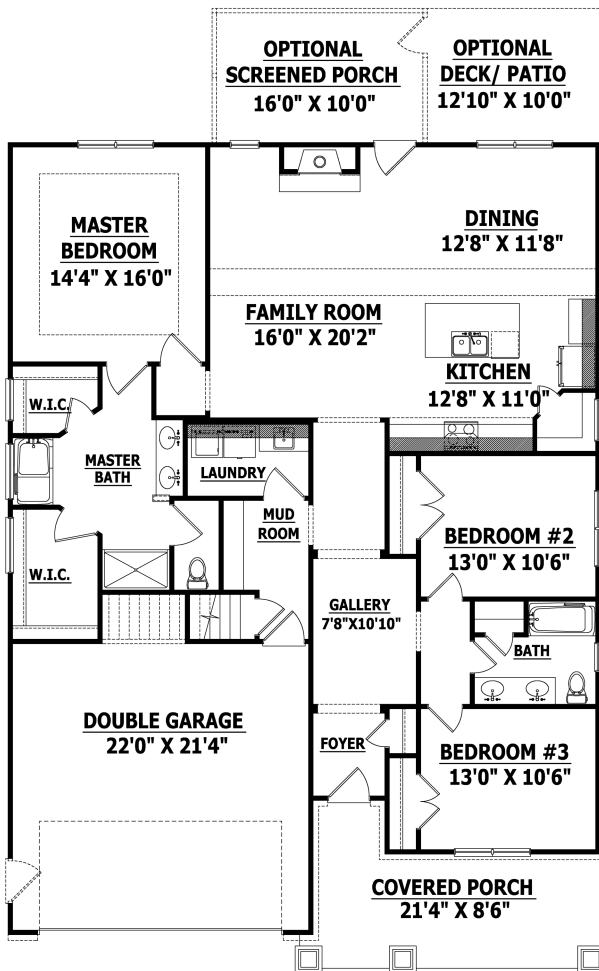 OPTIONAL
SCREENED PORCH
16'0" X 10'0"
OPTIONAL
DECK/ PATIO
12'10" X 10'0"
MASTER
BEDROOM
14'4" X 16'0"
DINING
12'8" X 11'8"
FAMILY ROOM
16'0" X 20'2"
KITCHEN
12'8" X 11'0"
W.I.C.
MASTER
BATH
LAUNDRY
MUD
ROOM
BEDROOM #2
13'0" X 10'6"
W.I.C.
GALLERY
7'8"X10'10"
BATH
DOUBLE GARAGE
22'0" X 21'4"
FOYER
BEDROOM #3
13'0" X 10'6"
COVERED PORCH
21'4" X 8'6"